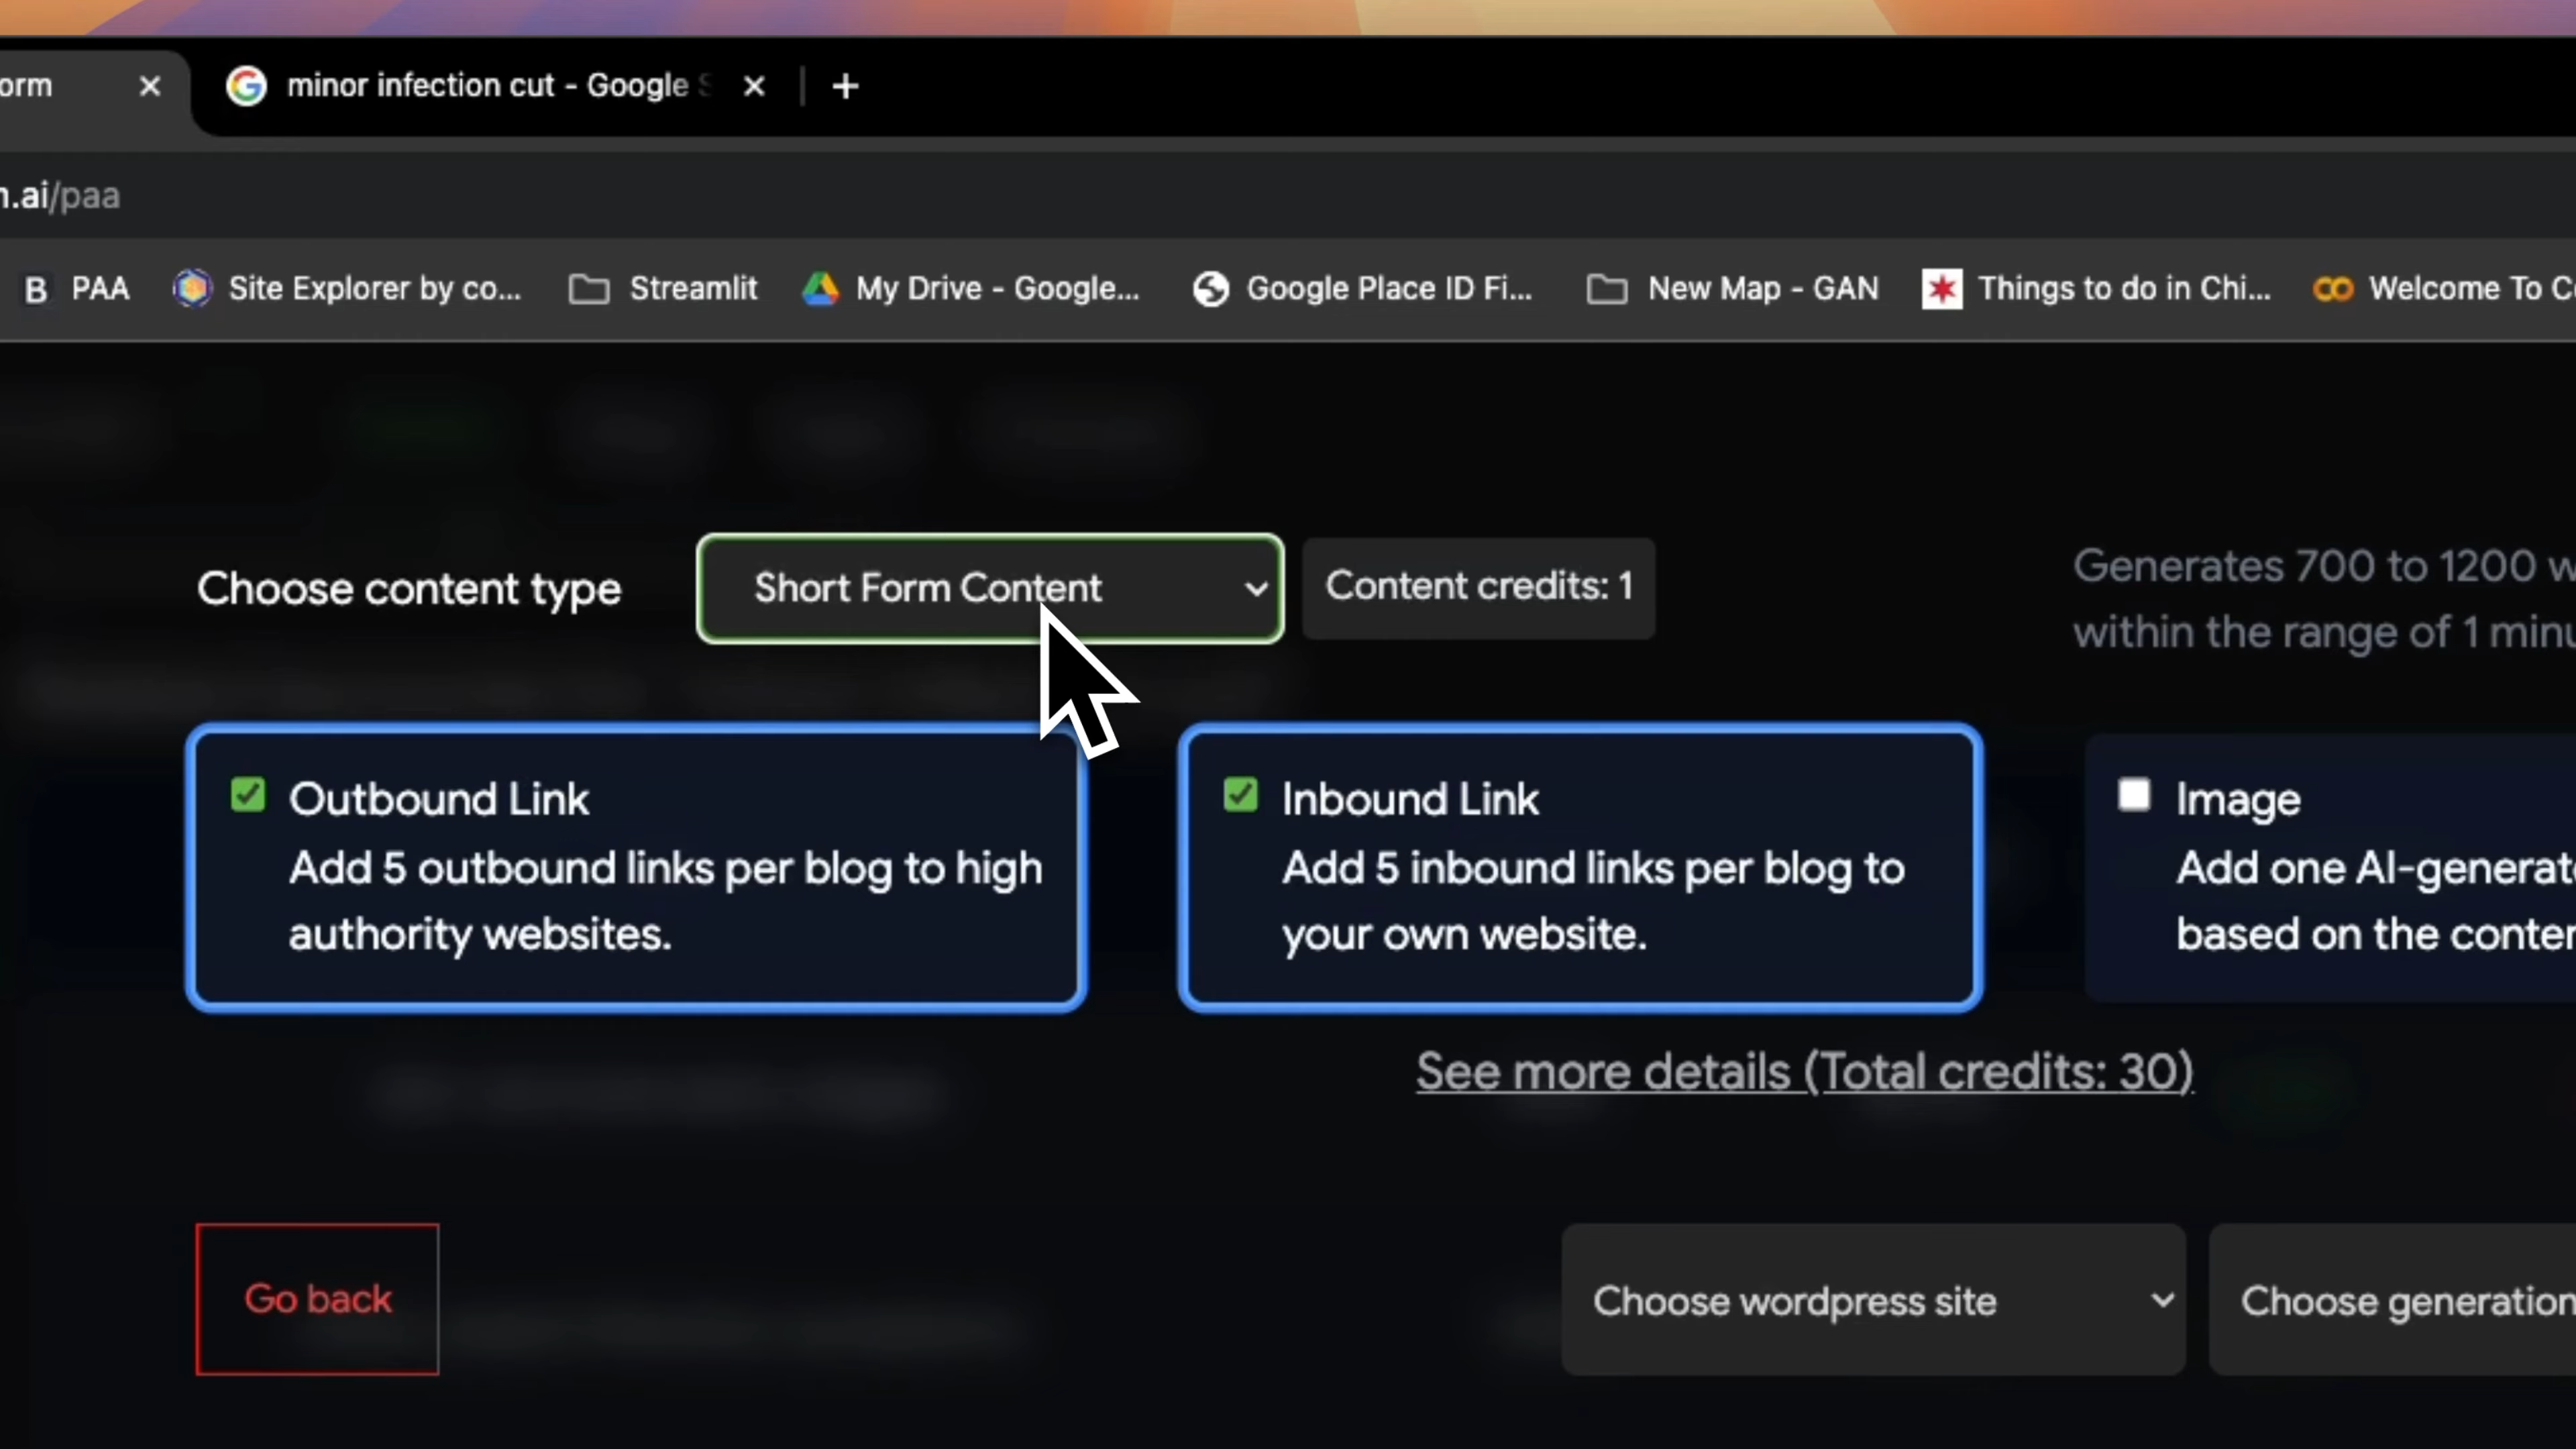 orm
minor infection cut - Google S
n.ai/paa
B PAA
Site Explorer by co...
Streamlit
My Drive - Google...
Google Place ID Fi...
New Map - GAN
Things to do in Chi...
Welcome To C
Choose content type
Short Form Content
Content credits: 1
Generates 700 to 1200 w
within the range of 1 minu
Outbound Link
Add 5 outbound links per blog to high
authority websites.
Inbound Link
Add 5 inbound links per blog to
your own website.
Image
Add one AI-generat
based on the conten
See more details (Total credits: 30)
Go back
Choose wordpress site
Choose generation